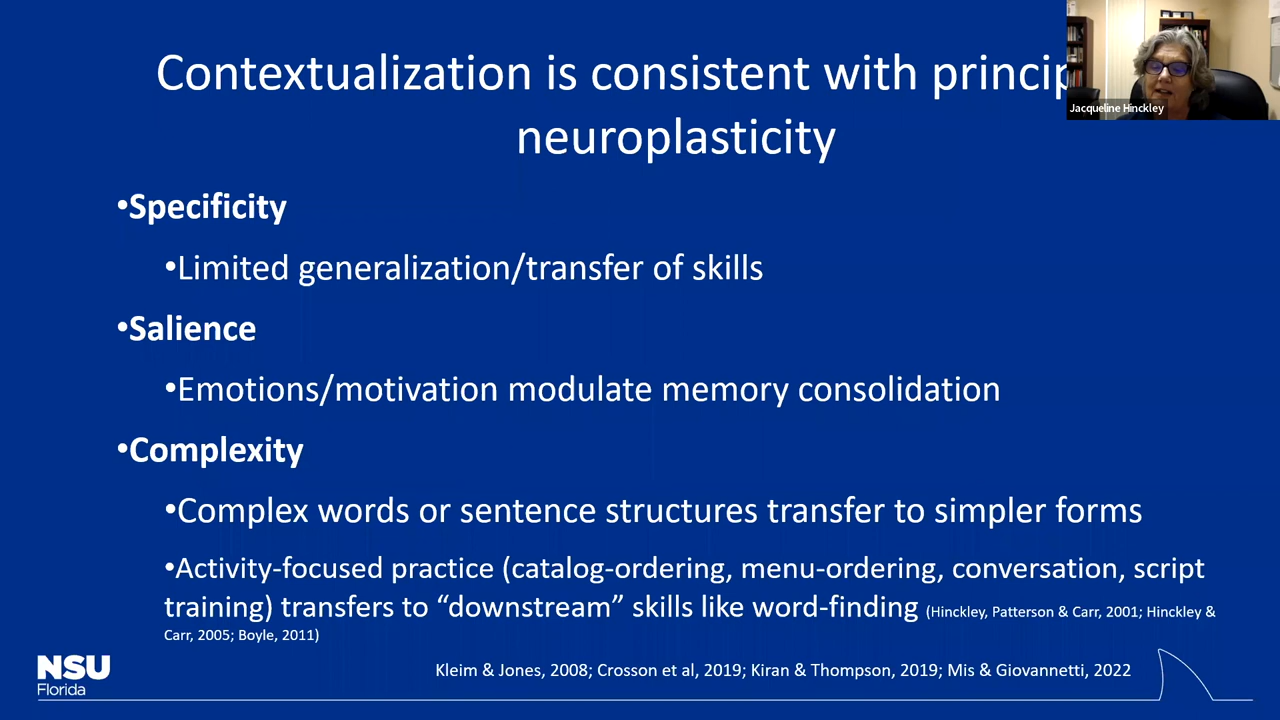 Contextualization is consistent with
neuroplasticity
Jacqueline Hinckley
•Specificity
•Limited generalization/transfer of skills
•Salience
•Emotions/motivation modulate memory consolidation
•Complexity
•Complex words or sentence structures transfer to simpler forms
•Activity-focused practice (catalog-ordering, menu-ordering, conversation, script
training) transfers to “downstream” skills like word-finding (Hinckley, Patterson & Carr, 2001; Hinckley &
Carr, 2005; Boyle, 2011)
Kleim & Jones, 2008; Crosson et al, 2019; Kiran & Thompson, 2019; Mis & Giovannetti, 2022
NSU
Florida